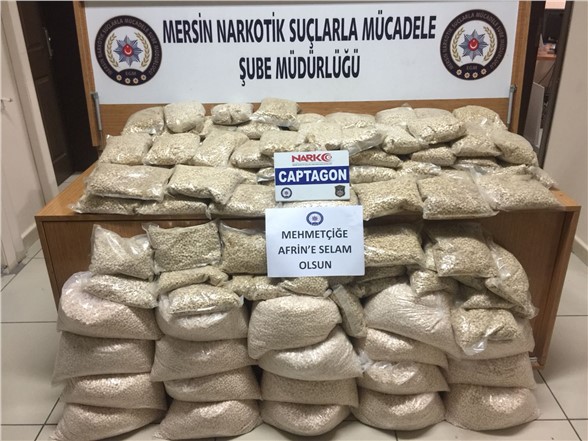 MERSİN NARKOTİK SUÇLARLA MÜCADELE
ŞUBE MÜDÜRLÜĞÜ
NARKO
CAPTAGON
MEHMETÇİĞE
AFRİN'E SELAM
OLSUN